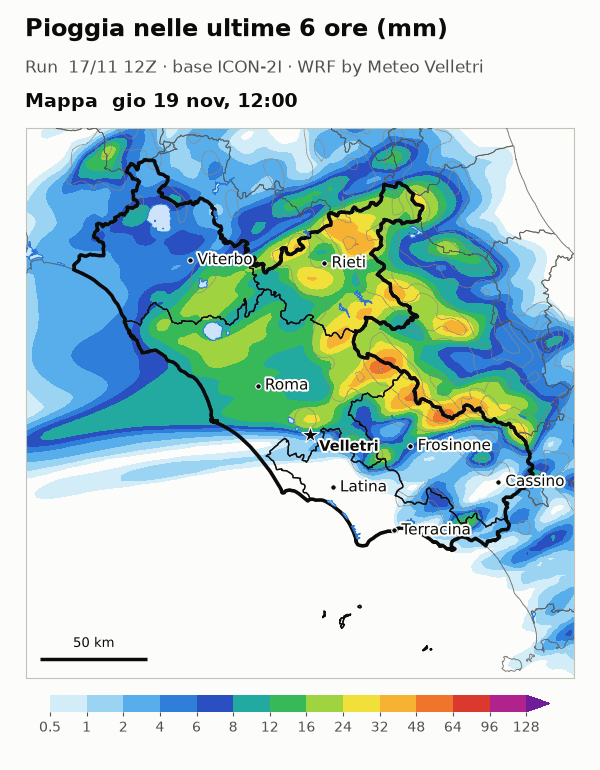 Pioggia nelle ultime 6 ore (mm)
Run 17/11 12Z · base ICON-2I · WRF by Meteo Velletri
Mappa gio 19 nov, 12:00
Viterbo
Rieti
Roma
Velletri
Frosinone
Cassino
Latina
Terracina
50 km
0.5 1 2 4 6 8 12 16 24 32 48 64 96 128